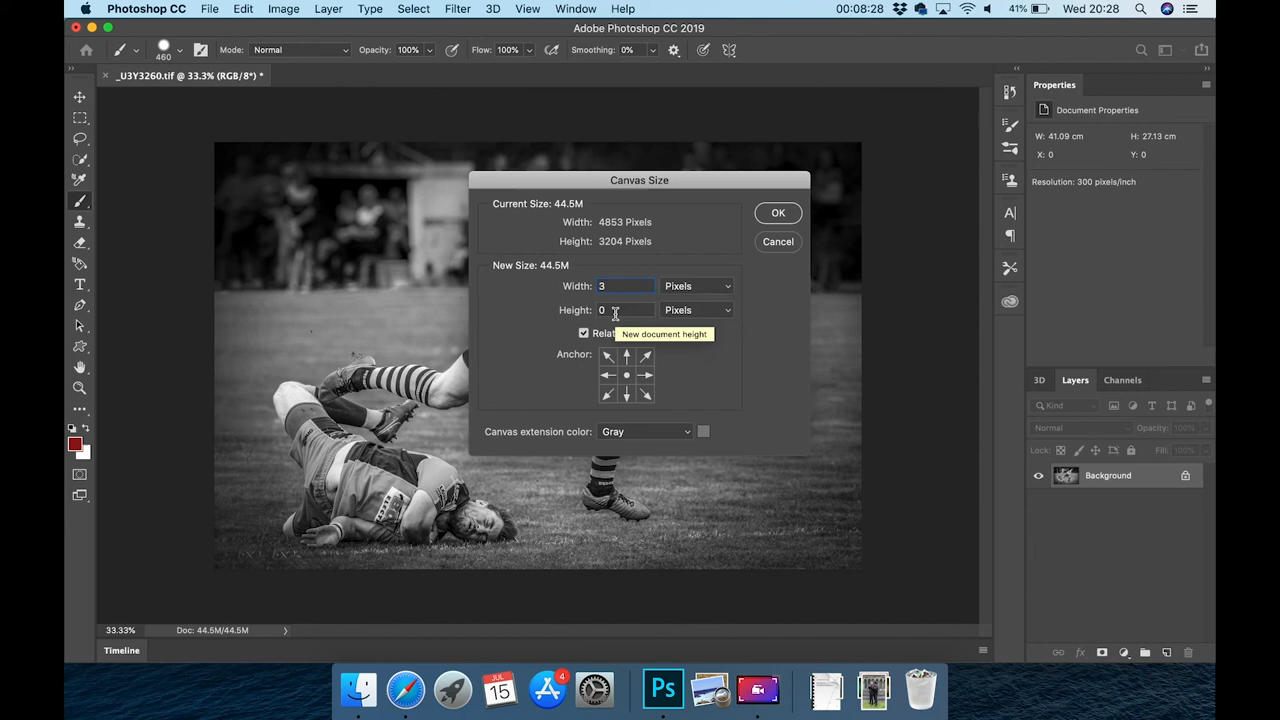 Photoshop CC File Edit Image Layer Type Select Filter 3D View Window Help 00:08:28 41% Wed 20:28
Adobe Photoshop CC 2019
460 Mode: Normal Opacity: 100% Flow: 100% Smoothing: 0%
_U3Y3260.tif @ 33.3% (RGB/8*) *
Properties
Document Properties
W: 41.09 cm H: 27.13 cm
X: 0 Y: 0
Resolution: 300 pixels/inch
Canvas Size
Current Size: 44.5M
Width: 4853 Pixels
Height: 3204 Pixels
OK
Cancel
New Size: 44.5M
Width: 3 Pixels
Height: 0 Pixels
Relat
New document height
Anchor:
Canvas extension color: Gray
3D Layers Channels
Kind
Normal Opacity: 100%
Lock: Fill: 100%
Background
33.33% Doc: 44.5M/44.5M
Timeline
JUL
15
4
Ps